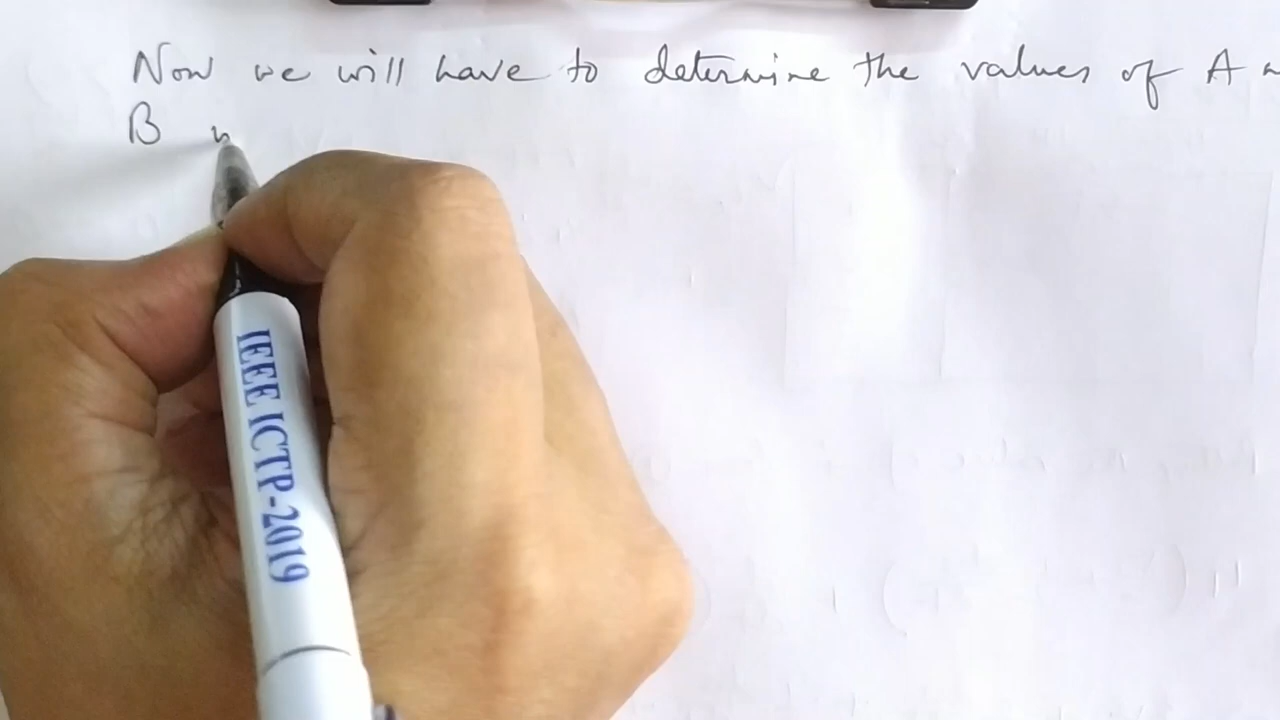 Now we will have to determine the values of A
B
IEEE ICTP-2019